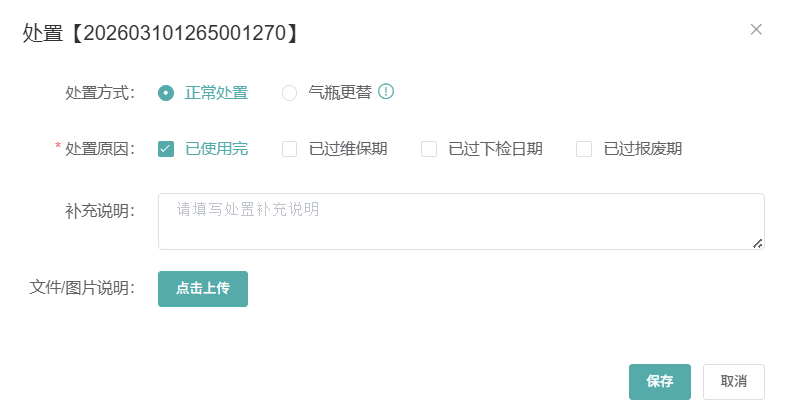 处置【202603101265001270】
处置方式： 正常处置 气瓶更替
* 处置原因： 已使用完 已过维保期 已过下检日期 已过报废期
补充说明： 请填写处置补充说明
文件/图片说明： 点击上传
保存 取消